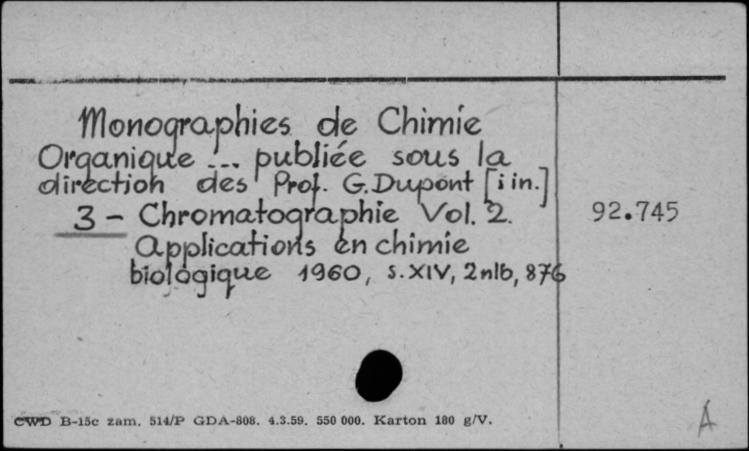 Monographies de Chimie
Organique ... publiée sous la
direction des Prof. G. Dupont [i in.]
3 - Chromatographie Vol. 2.
Applications en chimie
biologique 1960, s. XIV, 2nlb, 876
92.745
CWD B-15c zam. 514/P GDA-808. 4.3.59. 550 000. Karton 180 g/V.
A